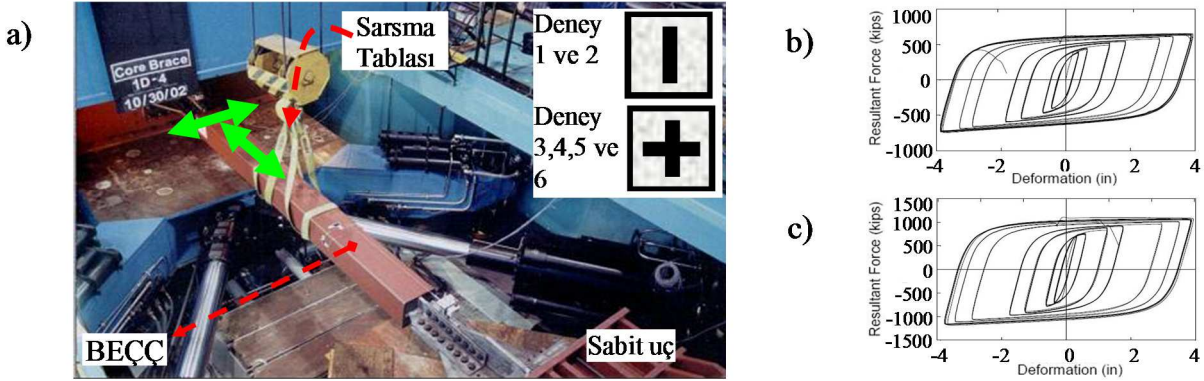 a)
Core Brace
1D-4
10/30/02
Sarsma
Tablası
Deney
1 ve 2
Deney
3,4,5 ve
6
BEÇÇ
Sabit uç
b)
Resultant Force (kips)
1000
500
0
-500
-1000
-4 -2 0 2 4
Deformation (in)
c)
Resultant Force (kips)
1500
1000
500
0
-500
-1000
-1500
-4 -2 0 2 4
Deformation (in)